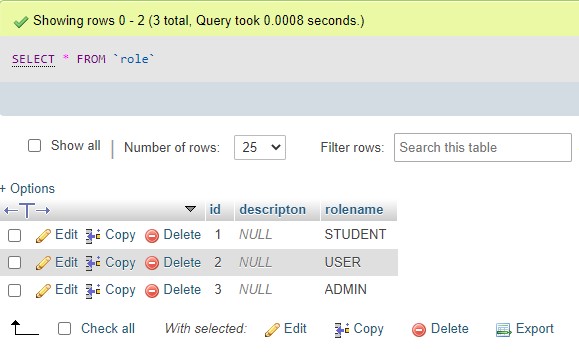 Showing rows 0 - 2 (3 total, Query took 0.0008 seconds.)
SELECT * FROM `role`
Show all | Number of rows: 25 Filter rows: Search this table
+ Options
←T→ id descripton rolename
Edit Copy Delete 1 NULL STUDENT
Edit Copy Delete 2 NULL USER
Edit Copy Delete 3 NULL ADMIN
Check all With selected: Edit Copy Delete Export